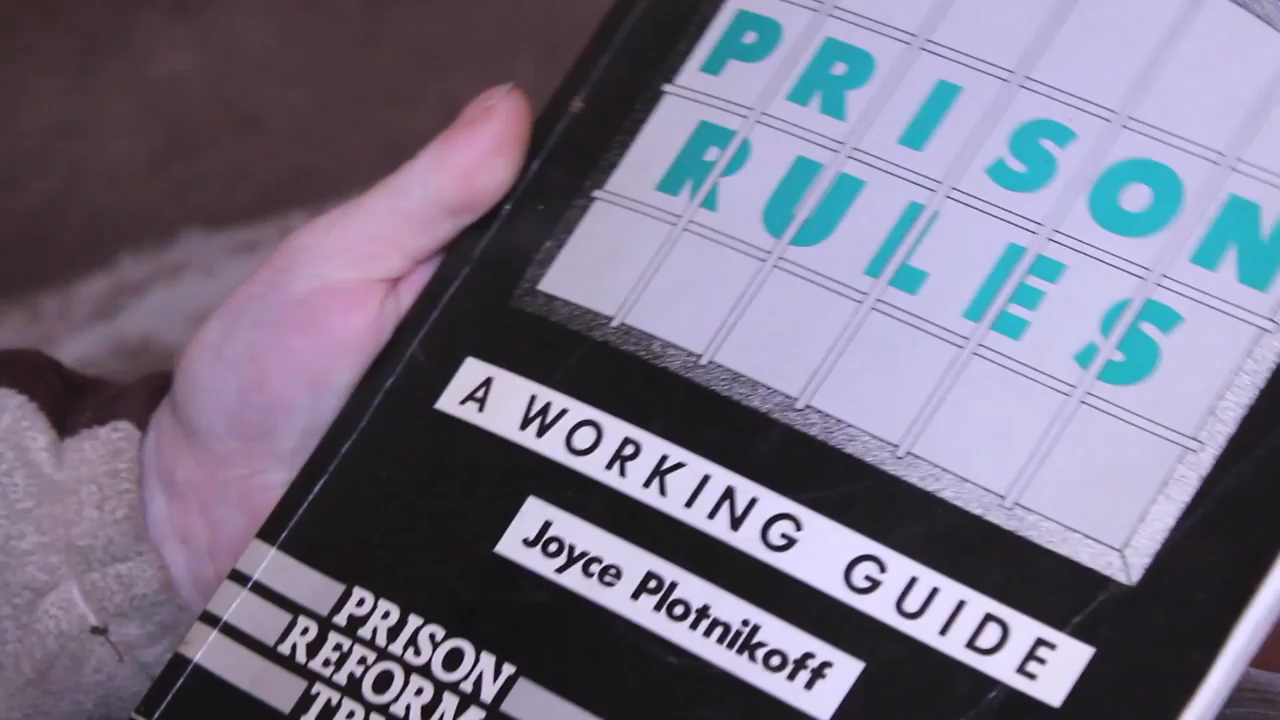 PRISON
RULES
A WORKING GUIDE
Joyce Plotnikoff
PRISON
REFORM